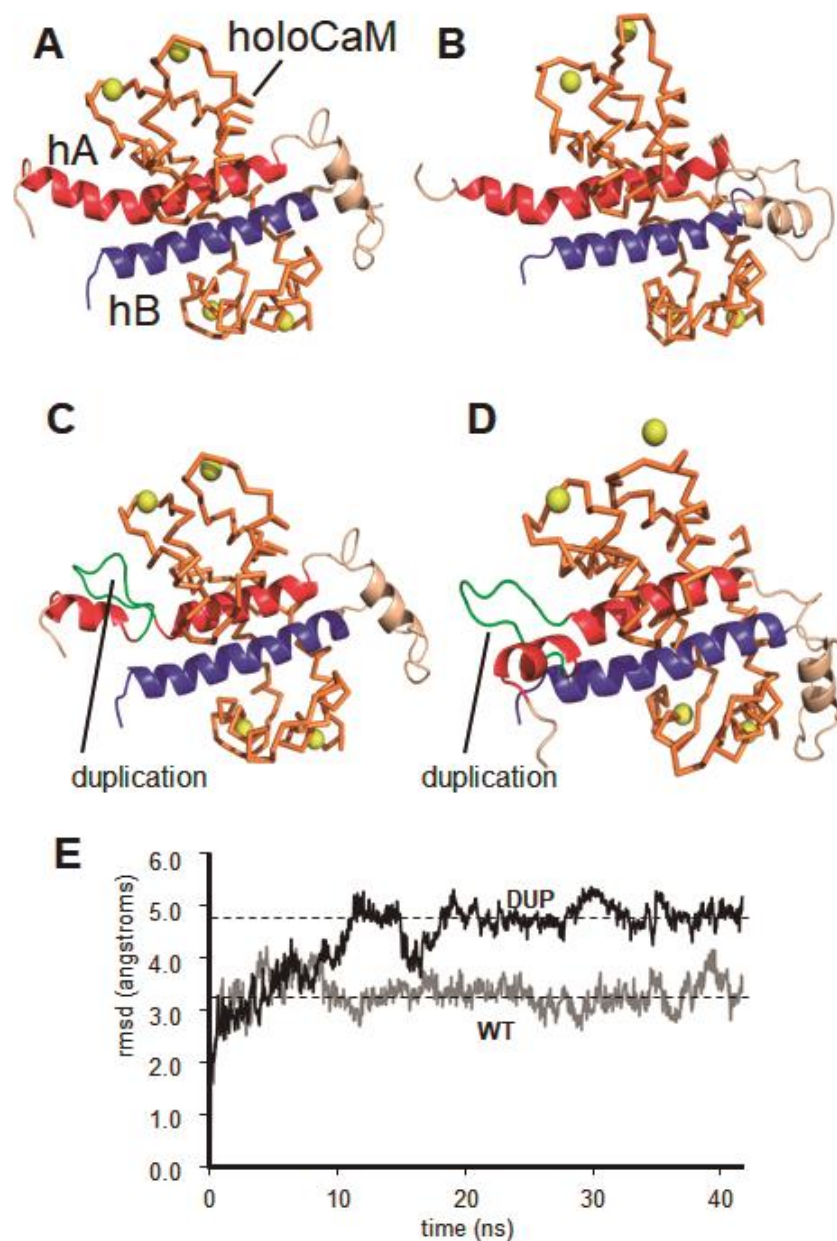 A
holoCaM
B
hA
hB
C
D
duplication
duplication
E
rmsd (angstroms)
6.0
5.0
4.0
3.0
2.0
1.0
0.0
DUP
WT
0
10
20
30
40
time (ns)